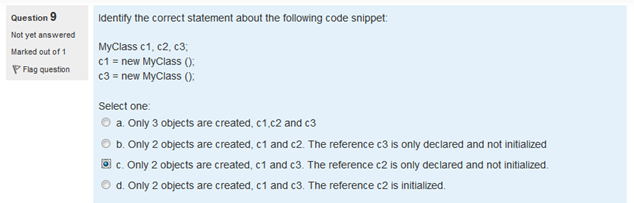 Question 9
Not yet answered
Marked out of 1
Flag question
Identify the correct statement about the following code snippet:
MyClass c1, c2, c3;
c1 = new MyClass ();
c3 = new MyClass ();
Select one:
a. Only 3 objects are created, c1,c2 and c3
b. Only 2 objects are created, c1 and c2. The reference c3 is only declared and not initialized
c. Only 2 objects are created, c1 and c3. The reference c2 is only declared and not initialized.
d. Only 2 objects are created, c1 and c3. The reference c2 is initialized.